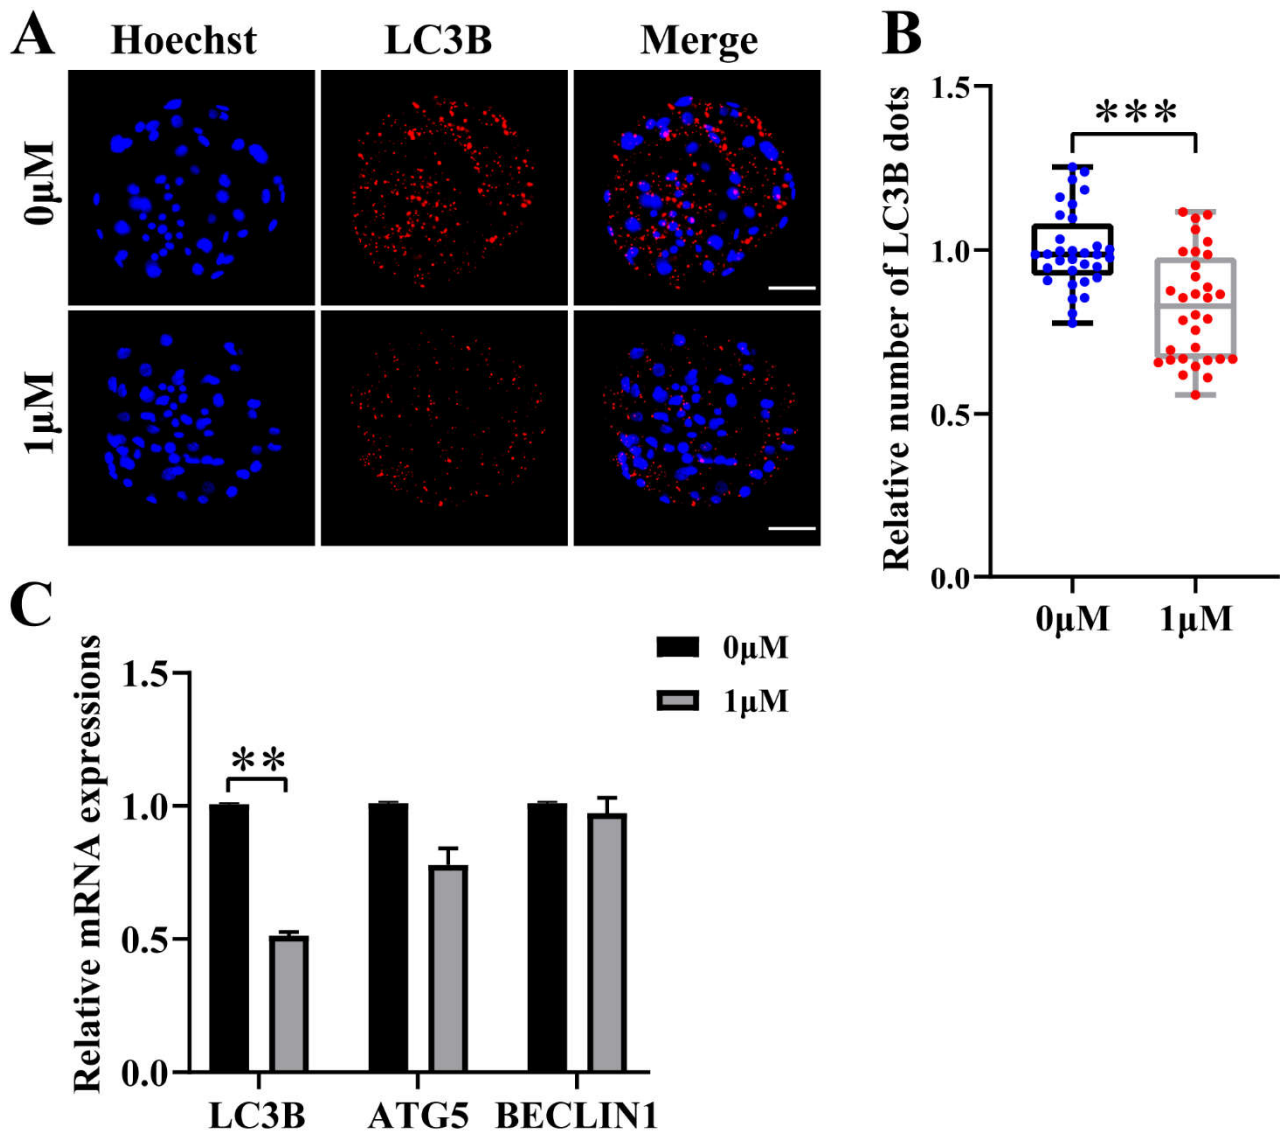 A
Hoechst LC3B Merge
0μM
1μM
B
Relative number of LC3B dots
1.5
1.0
0.5
0.0
***
0μM 1μM
C
Relative mRNA expressions
1.5
1.0
0.5
0.0
**
0μM
1μM
LC3B ATG5 BECLIN1